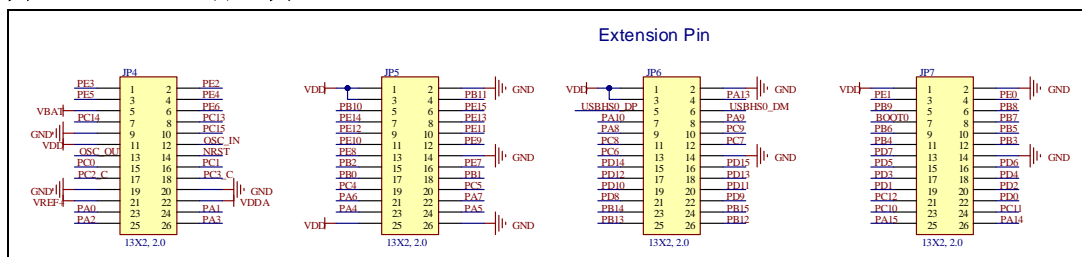 Extension Pin
JP4
PE3 1 2 PE2
PE5 3 4 PE4
VBAT 5 6 PE6
PC14 7 8 PC13
GND 9 10 PC15
VDD 11 12 OSC_IN
OSC_OU 13 14 NRST
PC0 15 16 PC1
PC2_C 17 18 PC3_C
GND 19 20 GND
VREF+ 21 22 VDDA
PA0 23 24 PA1
PA2 25 26 PA3
13X2, 2.0
JP5
VDD 1 2 GND
3 4 PB11
PB10 5 6 PE15
PE14 7 8 PE13
PE12 9 10 PE11
PE10 11 12 PE9
PE8 13 14 GND
PB2 15 16 PE7
PB0 17 18 PB1
PC4 19 20 PC5
PA6 21 22 PA7
PA4 23 24 PA5
VDD 25 26 GND
13X2, 2.0
JP6
VDD 1 2 GND
3 4 PA13
USBHS0_DP 5 6 USBHS0_DM
PA10 7 8 PA9
PA8 9 10 PC9
PC8 11 12 PC7
PC6 13 14 GND
PD14 15 16 PD15
PD12 17 18 PD13
PD10 19 20 PD11
PD8 21 22 PD9
PB14 23 24 PB15
PB13 25 26 PB12
13X2, 2.0
JP7
VDD 1 2 GND
PE1 3 4 PE0
PB9 5 6 PB8
BOOT0 7 8 PB7
PB6 9 10 PB5
PB4 11 12 PB3
PD7 13 14 GND
PD5 15 16 PD6
PD3 17 18 PD4
PD1 19 20 PD2
PC12 21 22 PD0
PC10 23 24 PC11
PA15 25 26 PA14
13X2, 2.0